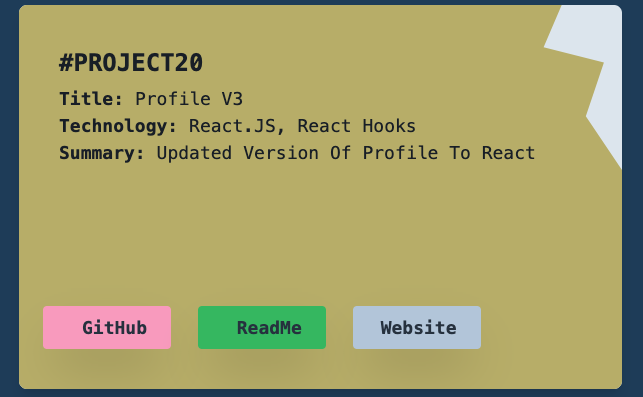 #PROJECT20
Title: Profile V3
Technology: React.JS, React Hooks
Summary: Updated Version Of Profile To React
GitHub
ReadMe
Website